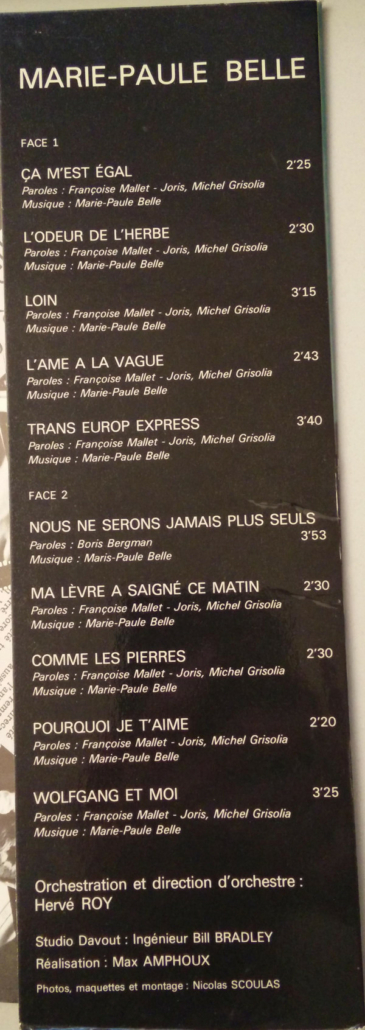 MARIE-PAULE BELLE
FACE 1
ÇA M'EST ÉGAL 2'25
Paroles : Françoise Mallet - Joris, Michel Grisolia
Musique : Marie-Paule Belle
L'ODEUR DE L'HERBE 2'30
Paroles : Françoise Mallet - Joris, Michel Grisolia
Musique : Marie-Paule Belle
LOIN 3'15
Paroles : Françoise Mallet - Joris, Michel Grisolia
Musique : Marie-Paule Belle
L'AME A LA VAGUE 2'43
Paroles : Françoise Mallet - Joris, Michel Grisolia
Musique : Marie-Paule Belle
TRANS EUROP EXPRESS 3'40
Paroles : Françoise Mallet - Joris, Michel Grisolia
Musique : Marie-Paule Belle
FACE 2
NOUS NE SERONS JAMAIS PLUS SEULS
3'53
Paroles : Boris Bergman
Musique : Maris-Paule Belle
MA LÈVRE A SAIGNÉ CE MATIN 2'30
Paroles : Françoise Mallet - Joris, Michel Grisolia
Musique : Marie-Paule Belle
COMME LES PIERRES 2'30
Paroles : Françoise Mallet - Joris, Michel Grisolia
Musique : Marie-Paule Belle
POURQUOI JE T'AIME 2'20
Paroles : Françoise Mallet - Joris, Michel Grisolia
Musique : Marie-Paule Belle
WOLFGANG ET MOI 3'25
Paroles : Françoise Mallet - Joris, Michel Grisolia
Musique : Marie-Paule Belle
Orchestration et direction d'orchestre :
Hervé ROY
Studio Davout : Ingénieur Bill BRADLEY
Réalisation : Max AMPHOUX
Photos, maquettes et montage : Nicolas SCOULAS